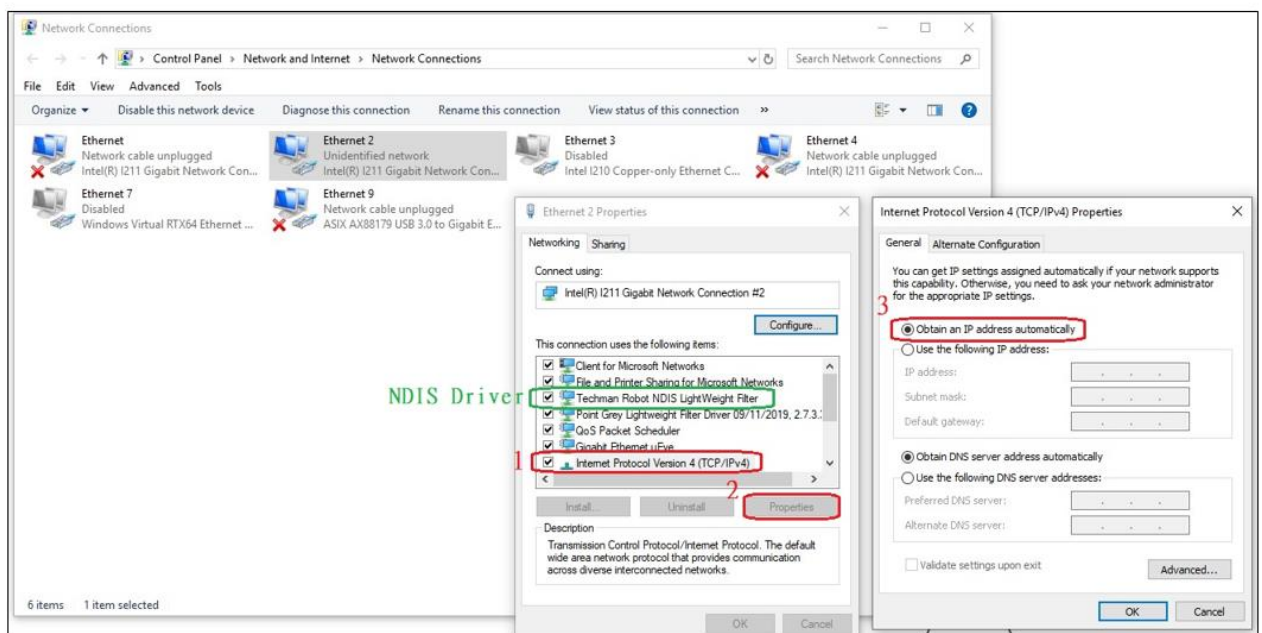 Network Connections
Control Panel > Network and Internet > Network Connections
Search Network Connections
File Edit View Advanced Tools
Organize Disable this network device Diagnose this connection Rename this connection View status of this connection »
Ethernet
Network cable unplugged
Intel(R) I211 Gigabit Network Con...
Ethernet 2
Unidentified network
Intel(R) I211 Gigabit Network Con...
Ethernet 3
Disabled
Intel I210 Copper-only Ethernet C...
Ethernet 4
Network cable unplugged
Intel(R) I211 Gigabit Network Con...
Ethernet 7
Disabled
Windows Virtual RTX64 Ethernet ...
Ethernet 9
Network cable unplugged
ASIX AX88179 USB 3.0 to Gigabit E...
6 items 1 item selected
Ethernet 2 Properties
Networking Sharing
Connect using:
Intel(R) I211 Gigabit Network Connection #2
Configure...
This connection uses the following items:
Client for Microsoft Networks
File and Printer Sharing for Microsoft Networks
NDIS Driver
Techman Robot NDIS LightWeight Filter
Point Grey Lightweight Filter Driver 09/11/2019, 2.7.3.
QoS Packet Scheduler
Gigabit Ethernet uEye
1
Internet Protocol Version 4 (TCP/IPv4)
2
Install... Uninstall Properties
Description
Transmission Control Protocol/Internet Protocol. The default
wide area network protocol that provides communication
across diverse interconnected networks.
OK Cancel
Internet Protocol Version 4 (TCP/IPv4) Properties
General Alternate Configuration
You can get IP settings assigned automatically if your network supports
this capability. Otherwise, you need to ask your network administrator
for the appropriate IP settings.
3
Obtain an IP address automatically
Use the following IP address:
IP address:
Subnet mask:
Default gateway:
Obtain DNS server address automatically
Use the following DNS server addresses:
Preferred DNS server:
Alternate DNS server:
Validate settings upon exit
Advanced...
OK Cancel